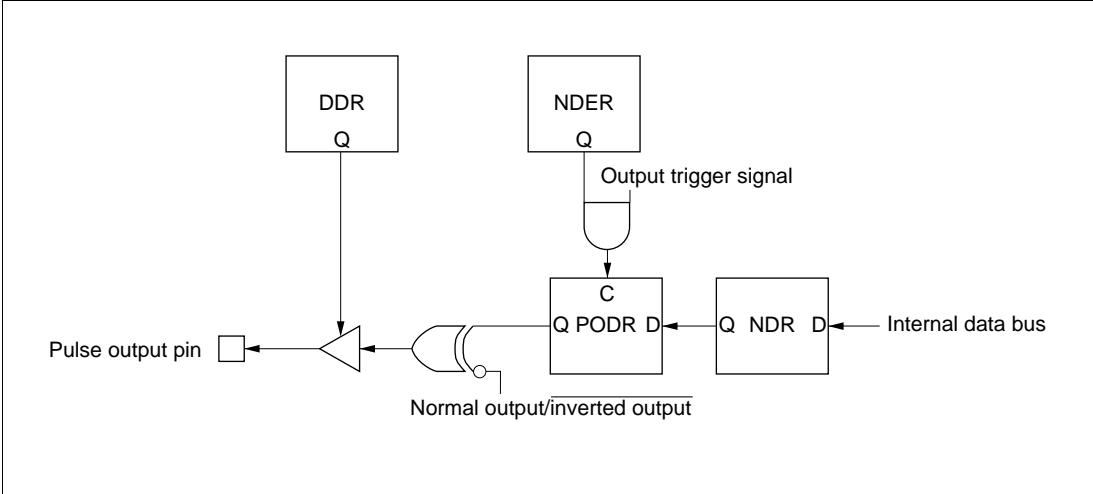 DDR
Q
NDER
Q
Output trigger signal
C
Q PODR D
Q NDR D
Internal data bus
Pulse output pin
Normal output/inverted output